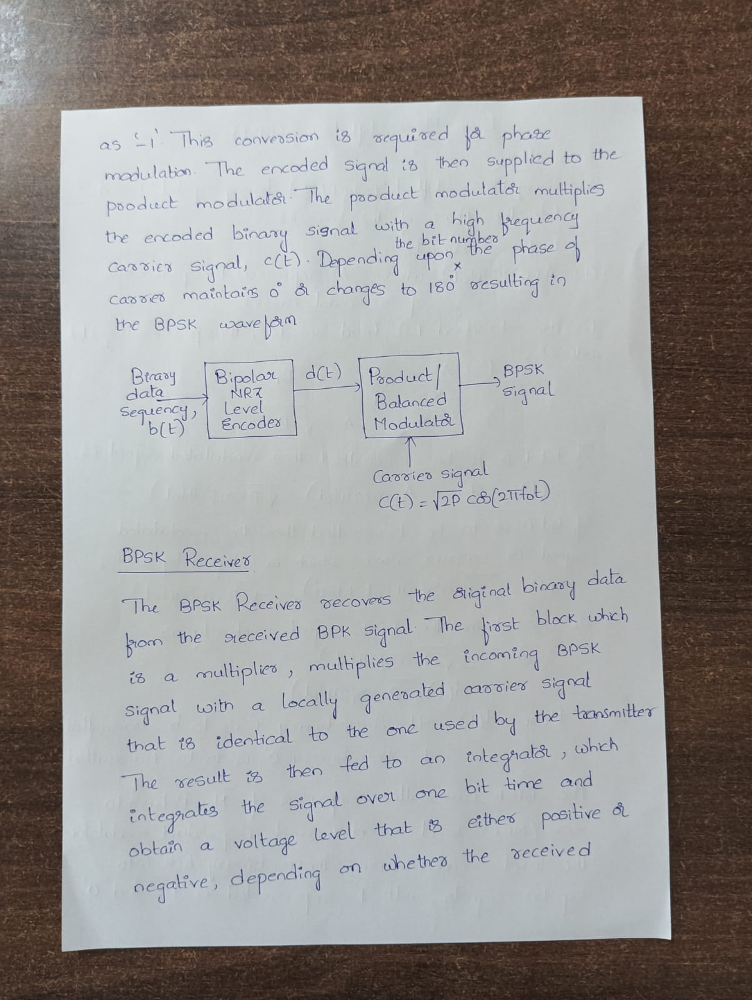 as '-1'. This conversion is required for phase
modulation. The encoded signal is then supplied to the
product modulator. The product modulator multiplies
the encoded binary signal with a high frequency
the bit number
carrier signal, c(t). Depending upon x the phase of
carrier maintains 0° or changes to 180° resulting in
the BPSK waveform
Binary
data
Sequency,
b(t)
Bipolar
NRZ
Level
Encoder
d(t)
Product/
Balanced
Modulator
BPSK
signal
Carrier signal
C(t) = √2P cos(2πfot)
BPSK Receiver
The BPSK Receiver recovers the original binary data
from the received BPK signal. The first block which
is a multiplier, multiplies the incoming BPSK
signal with a locally generated carrier signal
that is identical to the one used by the transmitter
The result is then fed to an integrator, which
integrates the signal over one bit time and
obtain a voltage level that is either positive or
negative, depending on whether the received